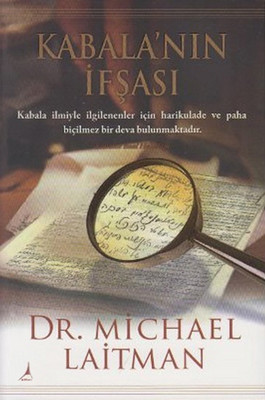 KABALA'NIN
İFŞASI
Kabala ilmiyle ilgilenenler için harikulade ve paha
biçilmez bir deva bulunmaktadır.
DR. MICHAEL
LAITMAN